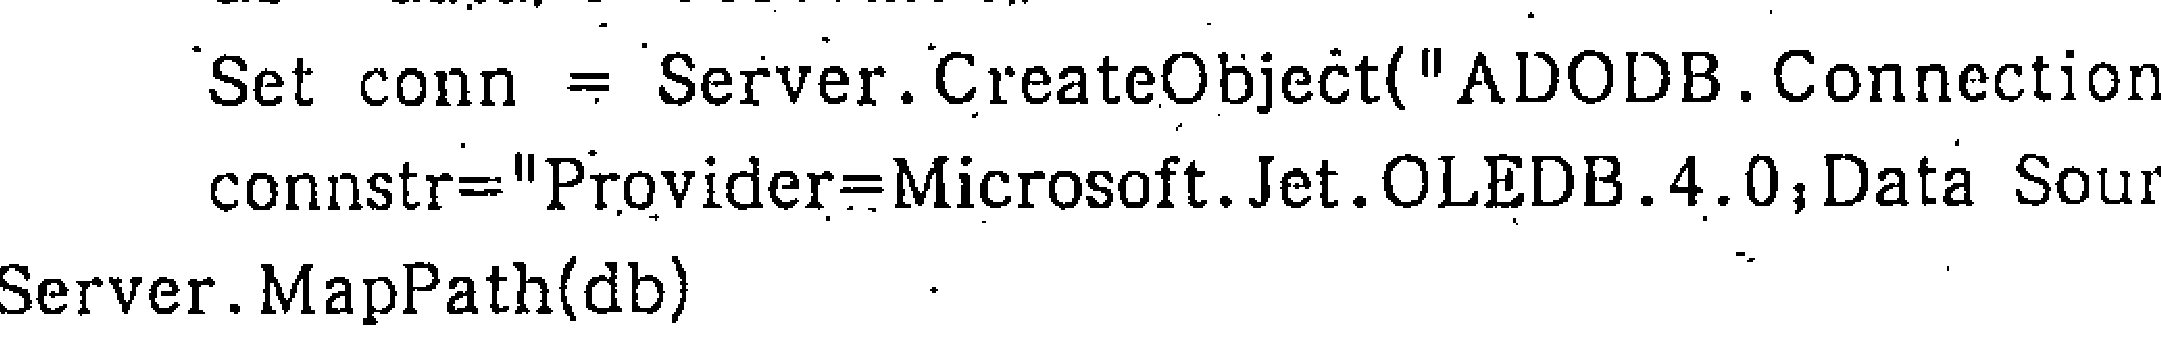 Set conn = Server.CreateObject("ADODB.Connection
connstr="Provider=Microsoft.Jet.OLEDB.4.0;Data Sour
Server.MapPath(db)